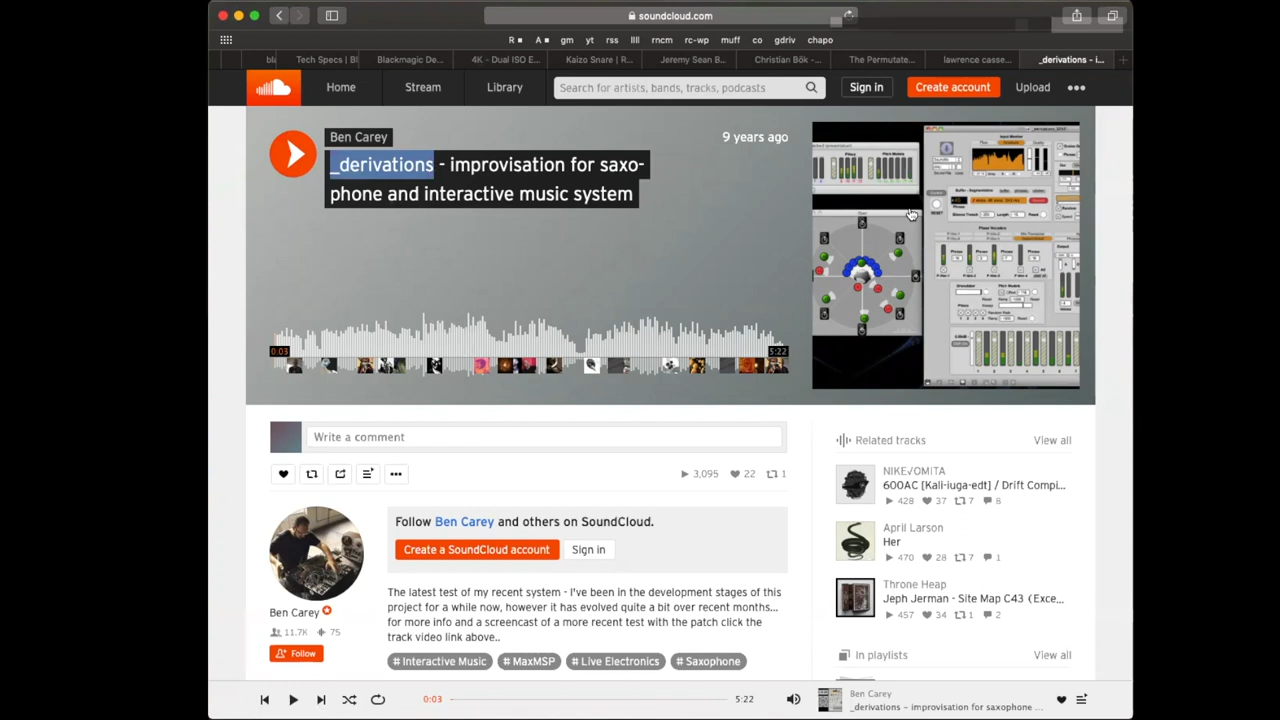 soundcloud.com
R A gm yt rss llll rncm rc-wp muff co gdriv chapo
Tech Specs | Bl Blackmagic De... 4K - Dual ISO E... Kaizo Snare | R... Jeremy Sean B... Christian Bök - ... The Permutate... lawrence casse... _derivations - i...
Home Stream Library Search for artists, bands, tracks, podcasts Sign in Create account Upload
Ben Carey
9 years ago
_derivations - improvisation for saxo-
phone and interactive music system
0:03 5:22
Write a comment
3,095 22 1
Follow Ben Carey and others on SoundCloud.
Create a SoundCloud account Sign in
Ben Carey
11.7K 75
Follow
The latest test of my recent system - I've been in the development stages of this
project for a while now, however it has evolved quite a bit over recent months...
for more info and a screencast of a more recent test with the patch click the
track video link above..
# Interactive Music # MaxMSP # Live Electronics # Saxophone
Related tracks View all
NIKE√OMITA
600AC [Kali-iuga-edt] / Drift Compi...
428 37 7 8
April Larson
Her
470 28 7 1
Throne Heap
Jeph Jerman - Site Map C43 (Exce...
457 34 1 2
In playlists View all
0:03 5:22
Ben Carey
_derivations - improvisation for saxophone ...